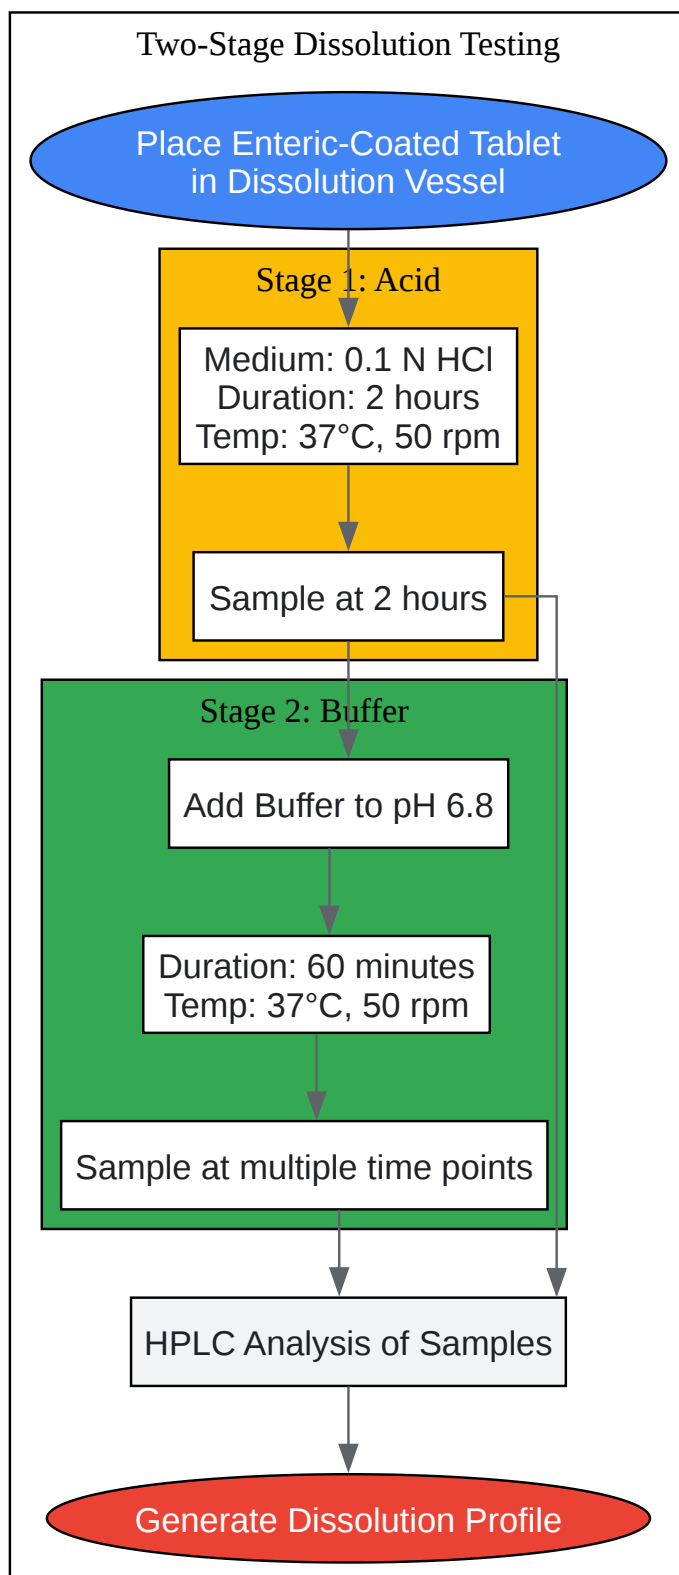 Two-Stage Dissolution Testing
Place Enteric-Coated Tablet
in Dissolution Vessel
Stage 1: Acid
Medium: 0.1 N HCl
Duration: 2 hours
Temp: 37°C, 50 rpm
Sample at 2 hours
Stage 2: Buffer
Add Buffer to pH 6.8
Duration: 60 minutes
Temp: 37°C, 50 rpm
Sample at multiple time points
HPLC Analysis of Samples
Generate Dissolution Profile